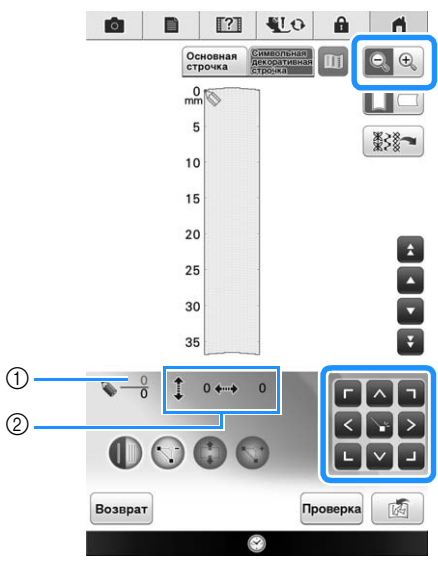 Основная
строчка
Символьная
декоративная
строчка
0
mm
5
10
15
20
25
30
35
①
0
0
0
0
②
Возврат
Проверка